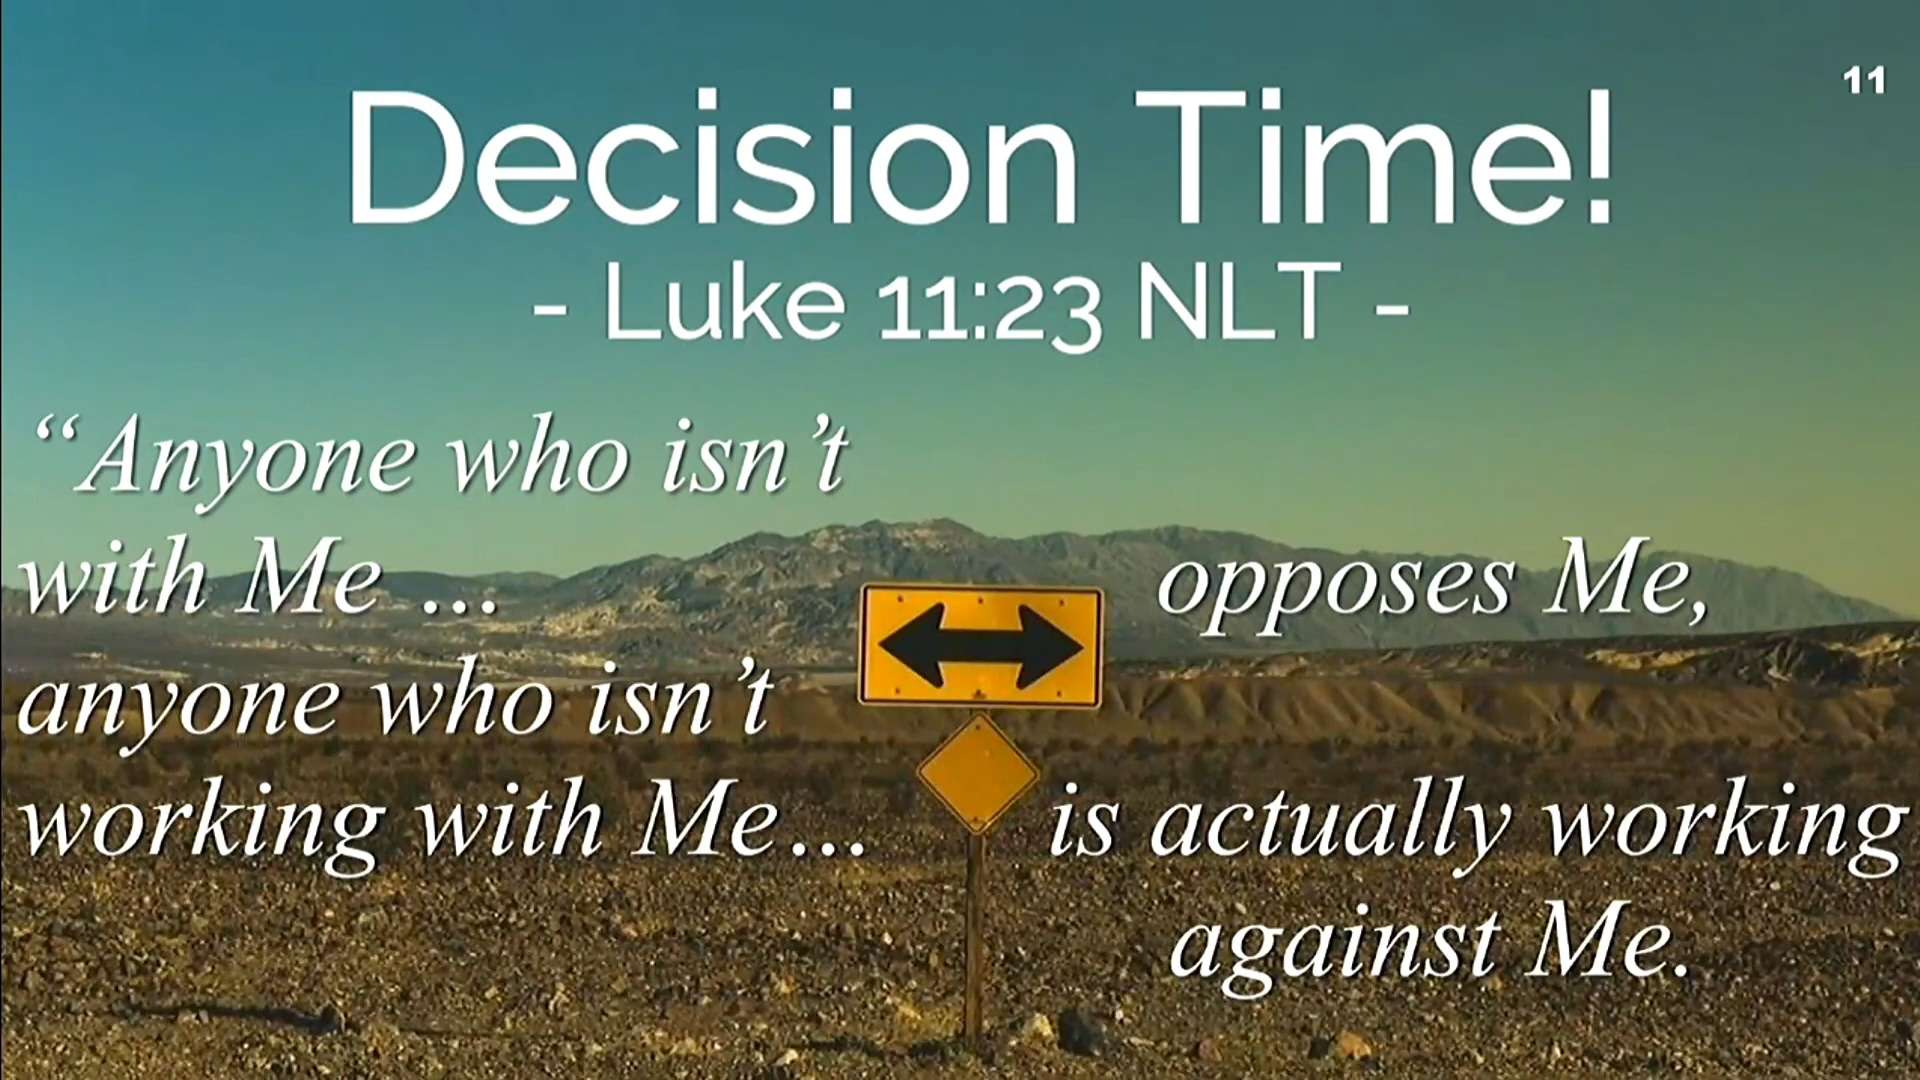 11
Decision Time!
- Luke 11:23 NLT -
“Anyone who isn’t
with Me ... opposes Me,
anyone who isn’t
working with Me... is actually working
against Me.